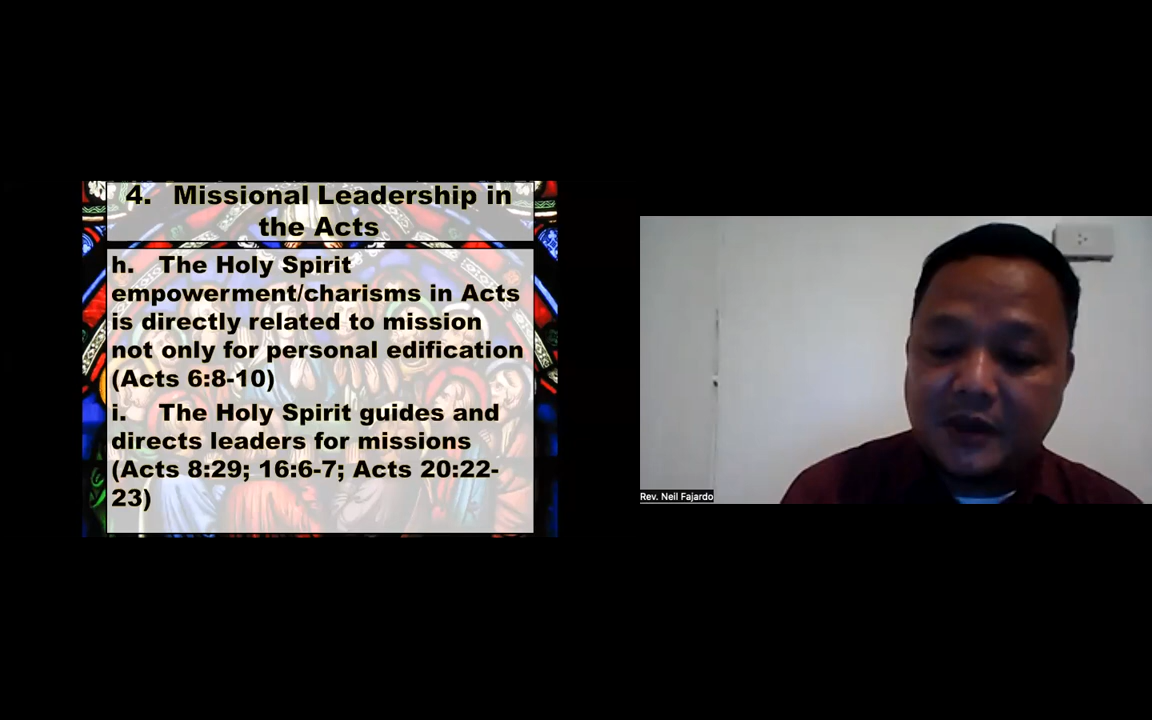 4. Missional Leadership in
the Acts
h. The Holy Spirit
empowerment/charisms in Acts
is directly related to mission
not only for personal edification
(Acts 6:8-10)
i. The Holy Spirit guides and
directs leaders for missions
(Acts 8:29; 16:6-7; Acts 20:22-
23)
Rev. Neil Fajardo